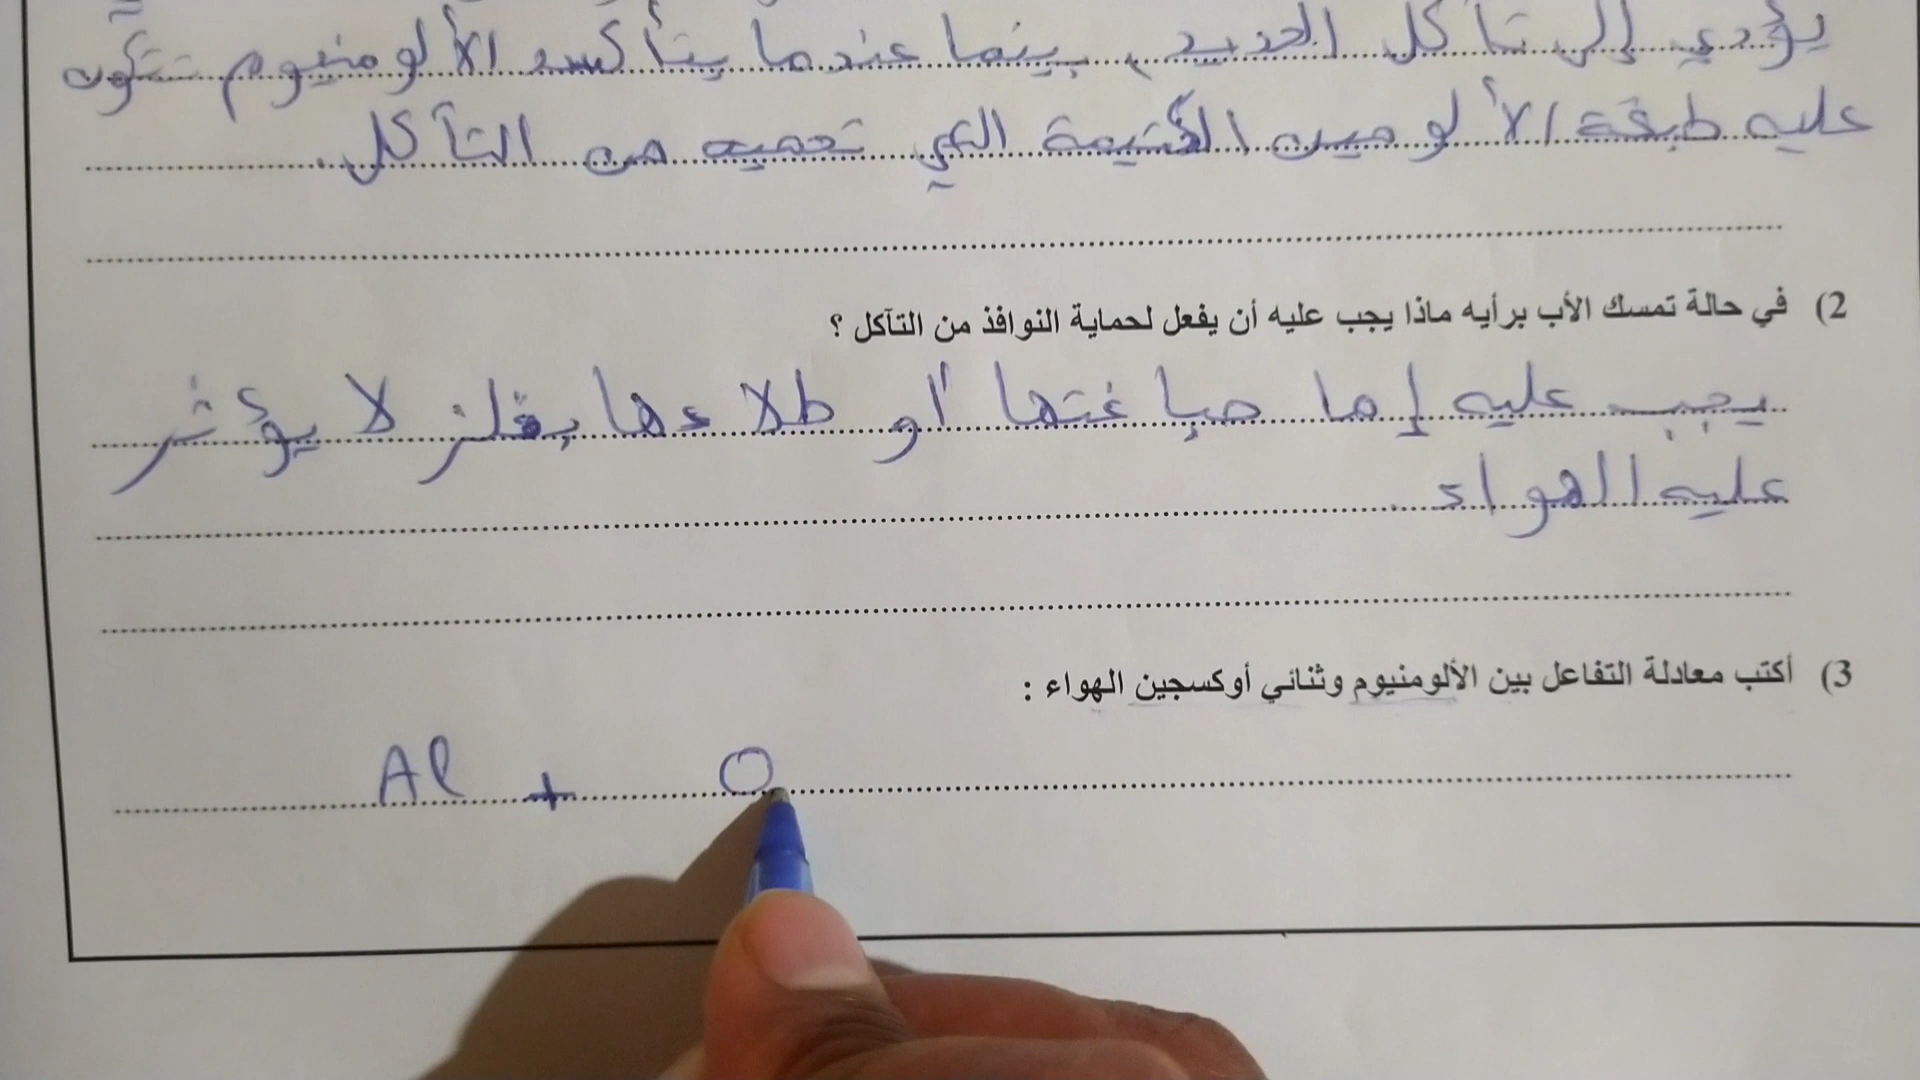 يؤدي إلى تآكل الحديد، بينما عندما يتأكسد الألومنيوم تتكون
عليه طبقة الألومين الكتيمة التي تحميه من التآكل.
2) في حالة تمسك الأب برأيه ماذا يجب عليه أن يفعل لحماية النوافذ من التآكل ؟
يجب عليه إما صباغتها أو طلاءها بفلز لا يؤثر
عليه الهواء
3) أكتب معادلة التفاعل بين الألومنيوم وثنائي أوكسجين الهواء :
Al + O